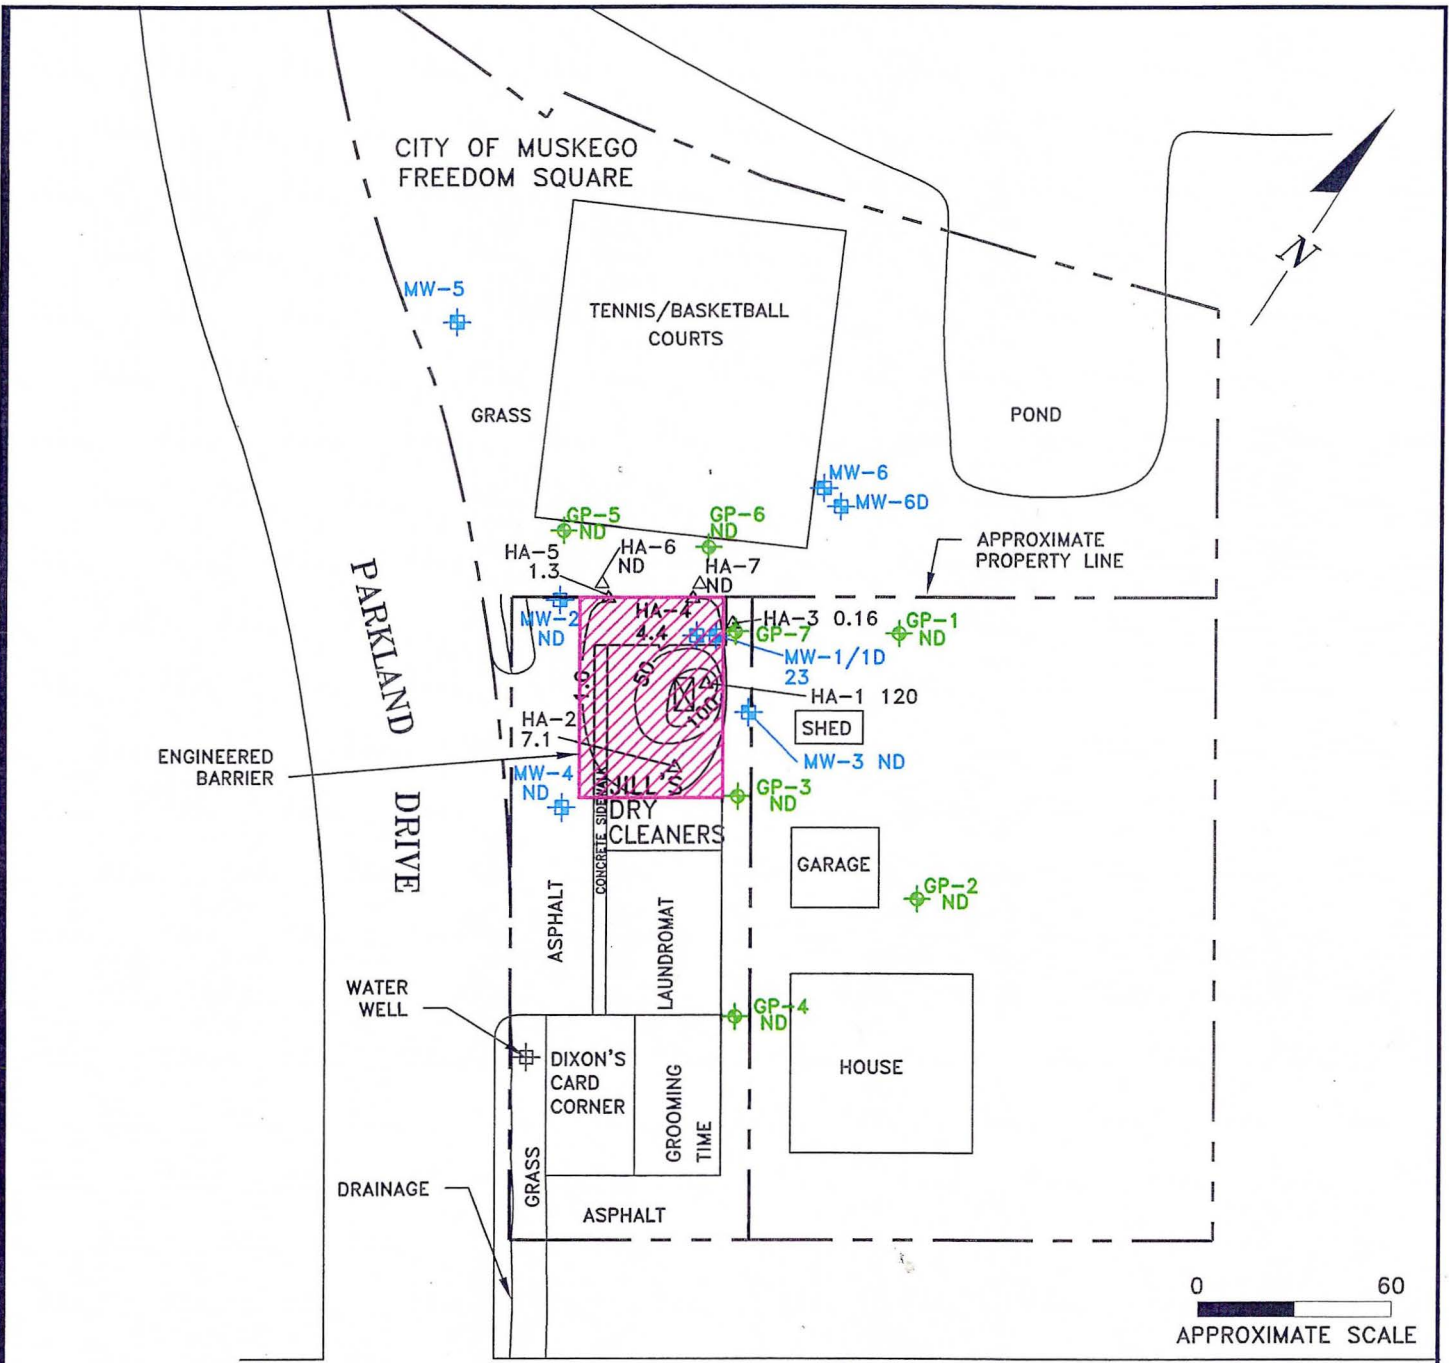 CITY OF MUSKEGO
FREEDOM SQUARE
N
MW-5
TENNIS/BASKETBALL
COURTS
GRASS
POND
MW-6
MW-6D
GP-5
ND
GP-6
ND
APPROXIMATE
PROPERTY LINE
HA-5
1.3
HA-6
ND
HA-7
ND
PARKLAND DRIVE
MW-2
ND
HA-4
4.4
HA-3 0.16
GP-7
GP-1
ND
MW-1/1D
23
1.0
50
100
HA-1 120
SHED
HA-2
7.1
MW-3 ND
ENGINEERED
BARRIER
MW-4
ND
JILL'S
DRY
CLEANERS
GP-3
ND
CONCRETE SIDEWALK
GARAGE
GP-2
ND
ASPHALT
LAUNDROMAT
WATER
WELL
GP-4
ND
DIXON'S
CARD
CORNER
GROOMING
TIME
HOUSE
GRASS
DRAINAGE
ASPHALT
0 60
APPROXIMATE SCALE